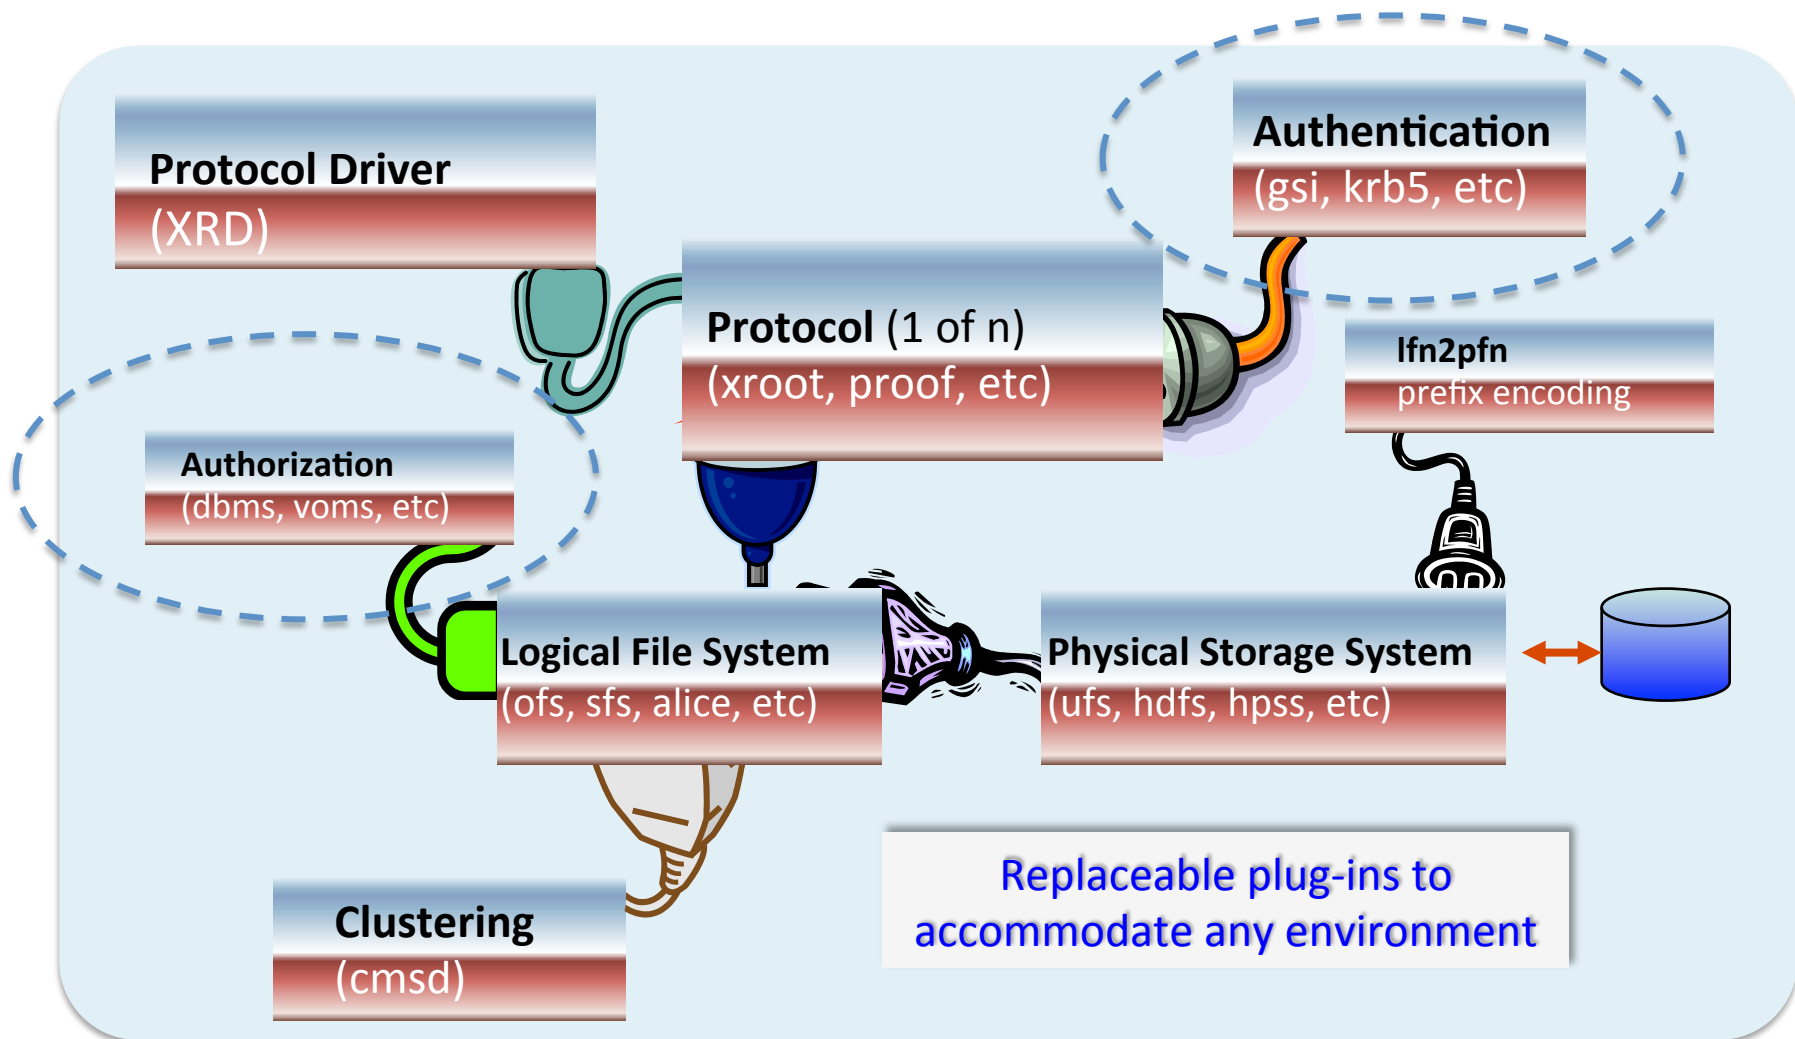 Protocol Driver
(XRD)
Authentication
(gsi, krb5, etc)
Protocol (1 of n)
(xroot, proof, etc)
lfn2pfn
prefix encoding
Authorization
(dbms, voms, etc)
Logical File System
(ofs, sfs, alice, etc)
Physical Storage System
(ufs, hdfs, hpss, etc)
Replaceable plug-ins to
accommodate any environment
Clustering
(cmsd)